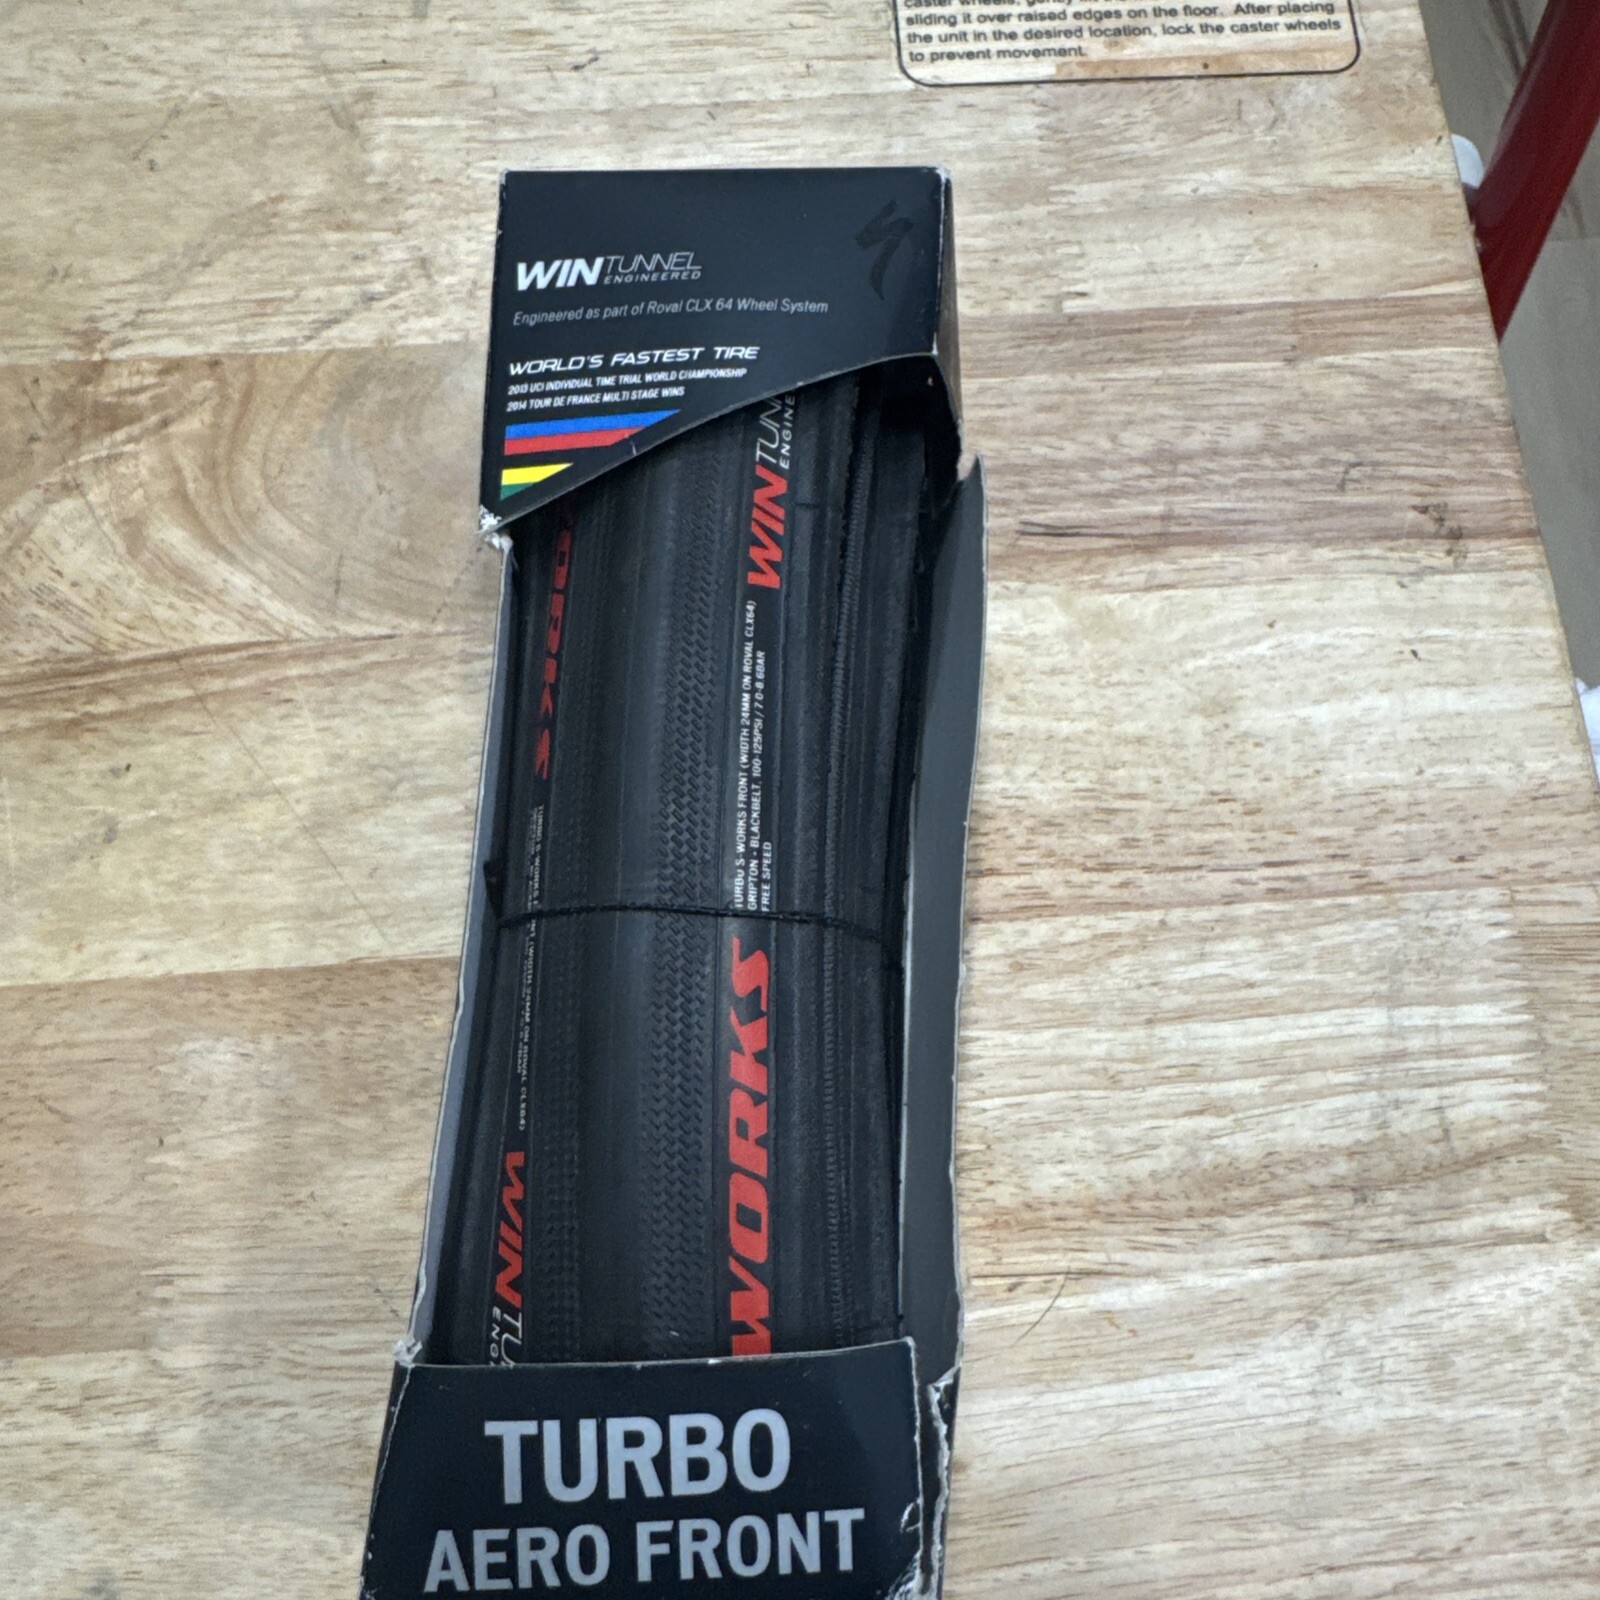 sliding it over raised edges on the floor. After placing
the unit in the desired location, lock the caster wheels
to prevent movement.
WINTUNNEL
ENGINEERED
Engineered as part of Roval CLX 64 Wheel System
WORLD'S FASTEST TIRE
2013 UCI INDIVIDUAL TIME TRIAL WORLD CHAMPIONSHIP
2014 TOUR DE FRANCE MULTI STAGE WINS
WIN
TURBO S-WORKS FRONT (WIDTH 24MM ON ROVAL CLX64)
GRIPTON - BLACKBELT, 100-125PSI / 7.0-8.6BAR
FREE SPEED
WORKS
WIN
TURBO
AERO FRONT